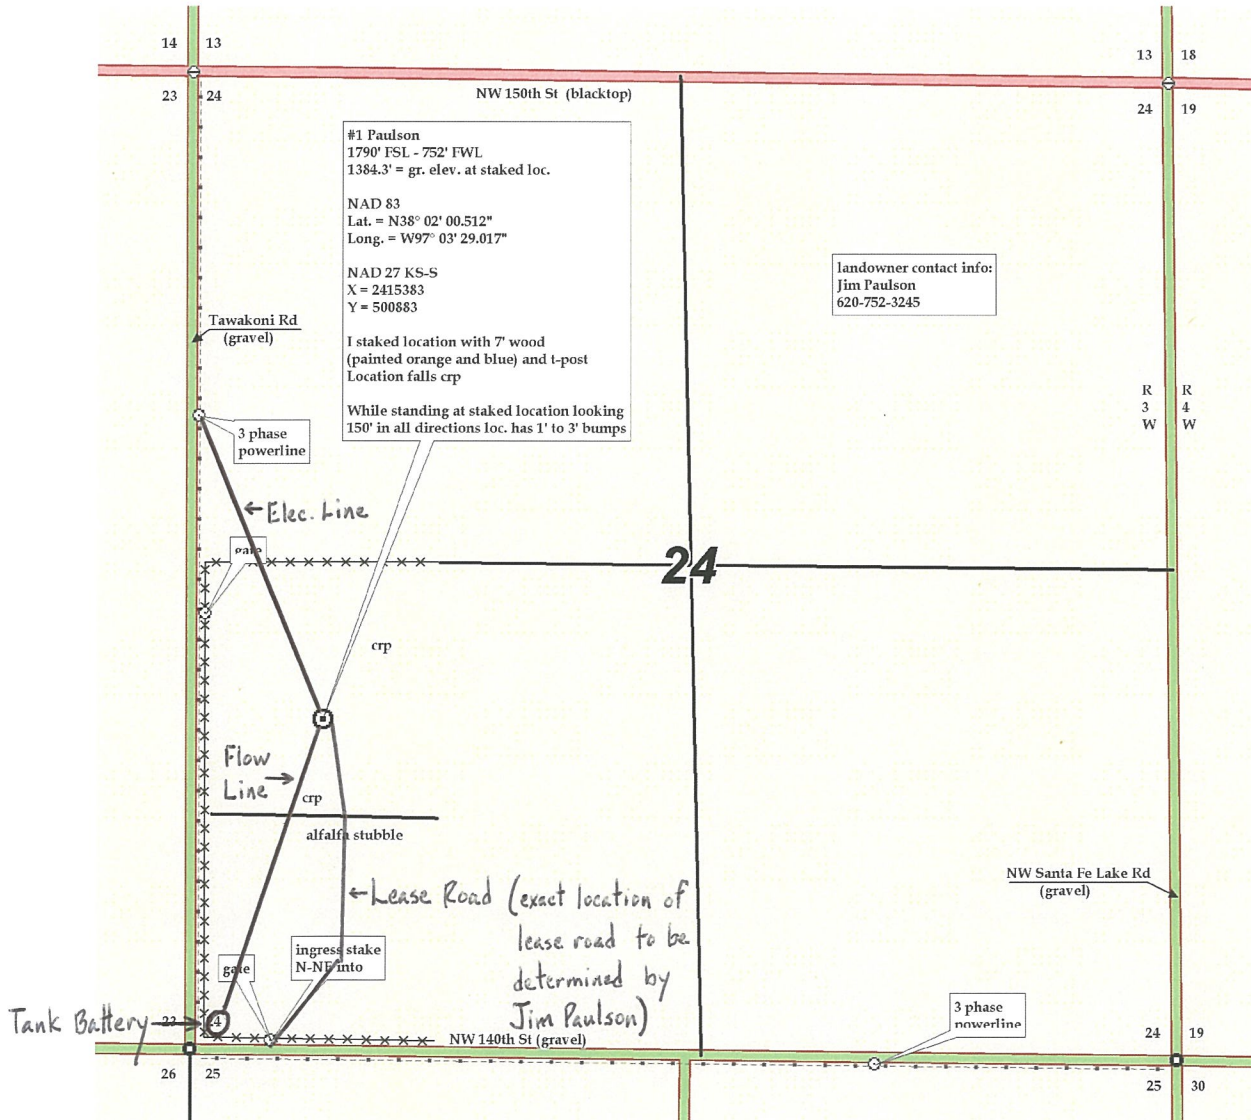 14 13
13 18
23 24
NW 150th St (blacktop)
24 19
#1 Paulson
1790' FSL - 752' FWL
1384.3' = gr. elev. at staked loc.
NAD 83
Lat. = N38° 02' 00.512"
Long. = W97° 03' 29.017"
NAD 27 KS-S
X = 2415383
Y = 500883
I staked location with 7' wood
(painted orange and blue) and t-post
Location falls crp
While standing at staked location looking
150' in all directions loc. has 1' to 3' bumps
landowner contact info:
Jim Paulson
620-752-3245
Tawakoni Rd
(gravel)
R R
3 4
W W
3 phase
powerline
←Elec. Line
gate
24
crp
Flow
Line →
crp
alfalfa stubble
NW Santa Fe Lake Rd
(gravel)
←Lease Road (exact location of
lease road to be
determined by
Jim Paulson)
ingress stake
N-NE into
gate
Tank Battery
23 24
3 phase
powerline
24 19
NW 140th St (gravel)
26 25
25 30